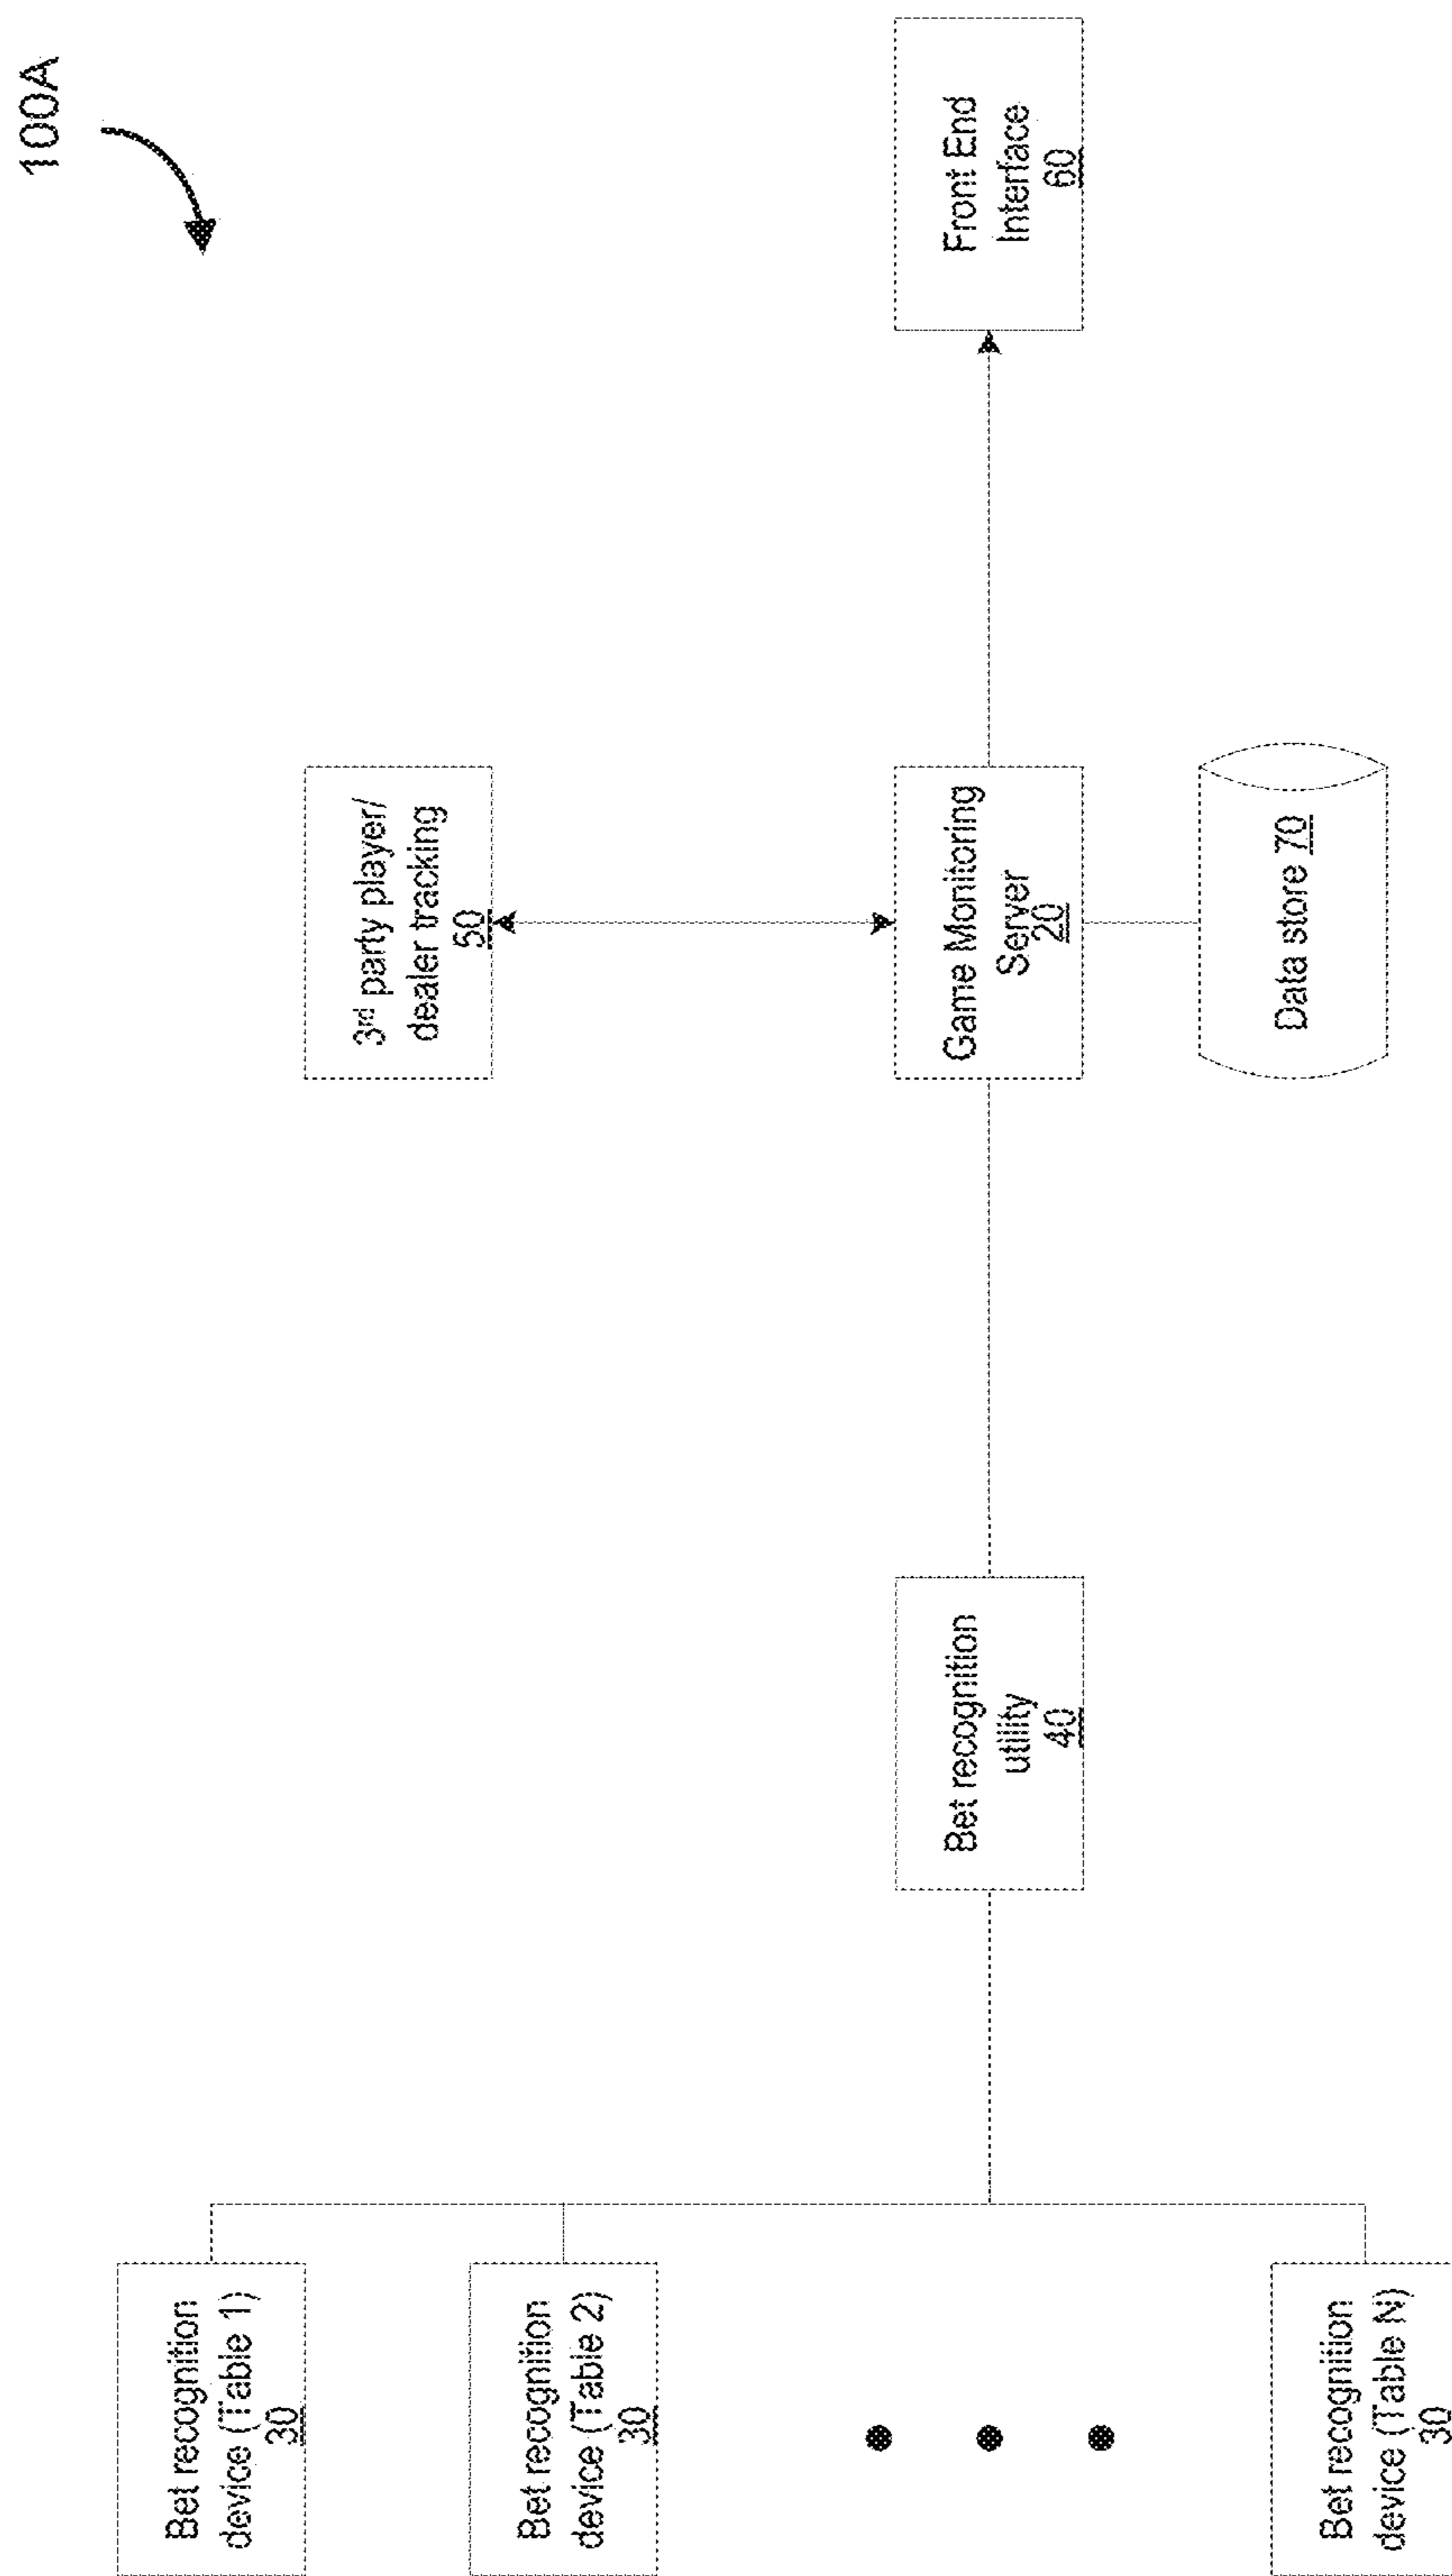 100A
Bet recognition
device (Table 1)
30
Bet recognition
device (Table 2)
30
Bet recognition
device (Table N)
30
Bet recognition
utility
40
3rd party player/
dealer tracking
50
Game Monitoring
Server
20
Data store 70
Front End
Interface
60